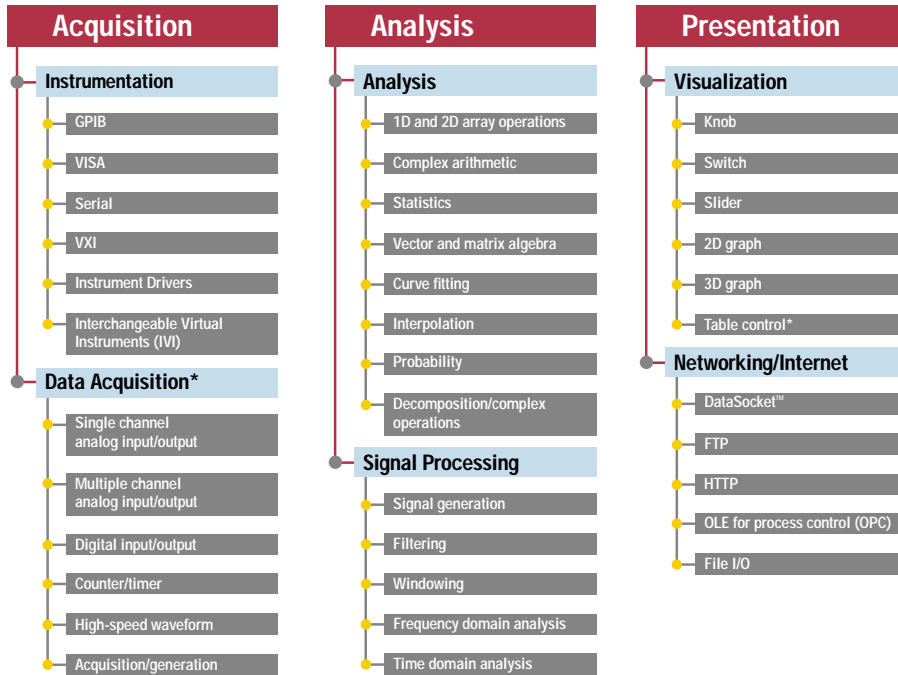 Acquisition
Instrumentation
GPIB
VISA
Serial
VXI
Instrument Drivers
Interchangeable Virtual
Instruments (IVI)
Data Acquisition*
Single channel
analog input/output
Multiple channel
analog input/output
Digital input/output
Counter/timer
High-speed waveform
Acquisition/generation
Analysis
Analysis
1D and 2D array operations
Complex arithmetic
Statistics
Vector and matrix algebra
Curve fitting
Interpolation
Probability
Decomposition/complex
operations
Signal Processing
Signal generation
Filtering
Windowing
Frequency domain analysis
Time domain analysis
Presentation
Visualization
Knob
Switch
Slider
2D graph
3D graph
Table control*
Networking/Internet
DataSocket™
FTP
HTTP
OLE for process control (OPC)
File I/O